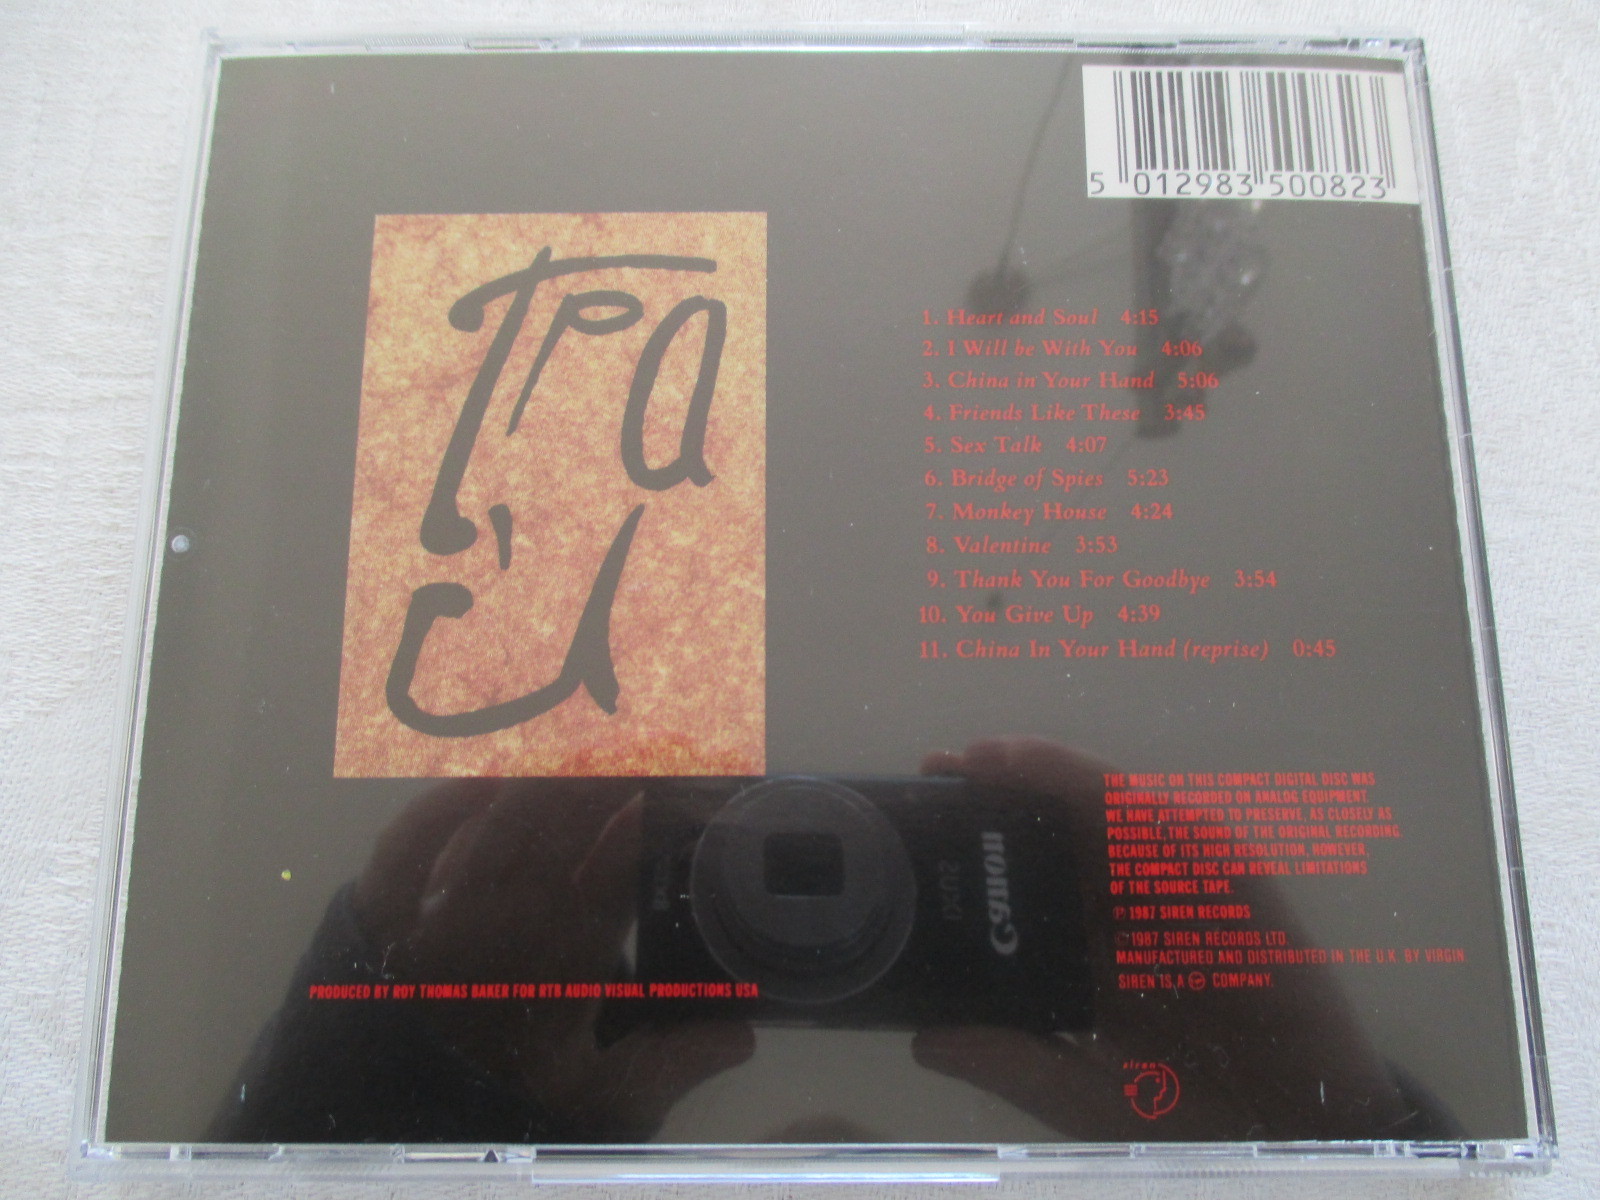 5 012983 500823
T'Pau
1. Heart and Soul 4:15
2. I Will be With You 4:06
3. China in Your Hand 5:06
4. Friends Like These 3:45
5. Sex Talk 4:07
6. Bridge of Spies 5:23
7. Monkey House 4:24
8. Valentine 3:53
9. Thank You For Goodbye 3:54
10. You Give Up 4:39
11. China In Your Hand (reprise) 0:45
THE MUSIC ON THIS COMPACT DIGITAL DISC WAS
ORIGINALLY RECORDED ON ANALOG EQUIPMENT.
WE HAVE ATTEMPTED TO PRESERVE, AS CLOSELY AS
POSSIBLE, THE SOUND OF THE ORIGINAL RECORDING.
BECAUSE OF ITS HIGH RESOLUTION, HOWEVER,
THE COMPACT DISC CAN REVEAL LIMITATIONS
OF THE SOURCE TAPE.
℗ 1987 SIREN RECORDS
© 1987 SIREN RECORDS LTD.
MANUFACTURED AND DISTRIBUTED IN THE U.K. BY VIRGIN
SIREN IS A COMPANY.
PRODUCED BY ROY THOMAS BAKER FOR RTB AUDIO VISUAL PRODUCTIONS USA
Canon
siren